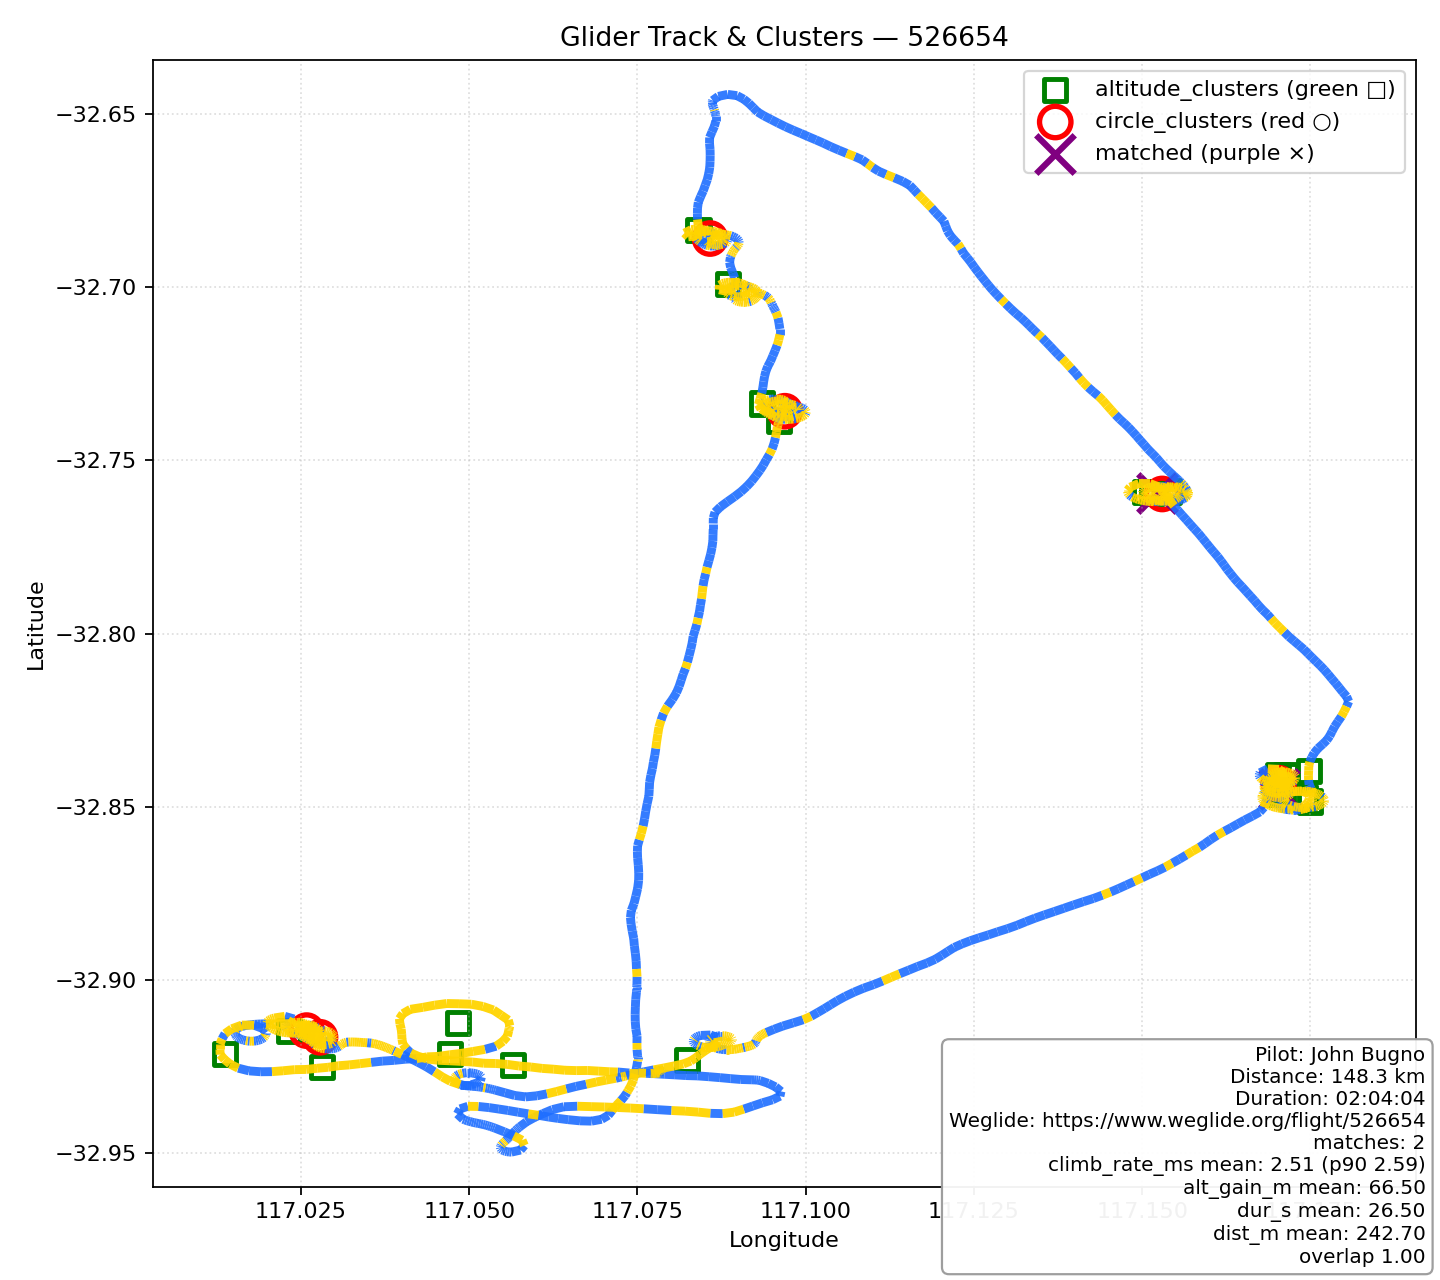 Glider Track & Clusters — 526654
altitude_clusters (green □)
circle_clusters (red ○)
matched (purple ×)
Latitude
−32.65
−32.70
−32.75
−32.80
−32.85
−32.90
−32.95
117.025
117.050
117.075
117.100
117.125
117.150
Longitude
Pilot: John Bugno
Distance: 148.3 km
Duration: 02:04:04
Weglide: https://www.weglide.org/flight/526654
matches: 2
climb_rate_ms mean: 2.51 (p90 2.59)
alt_gain_m mean: 66.50
dur_s mean: 26.50
dist_m mean: 242.70
overlap 1.00